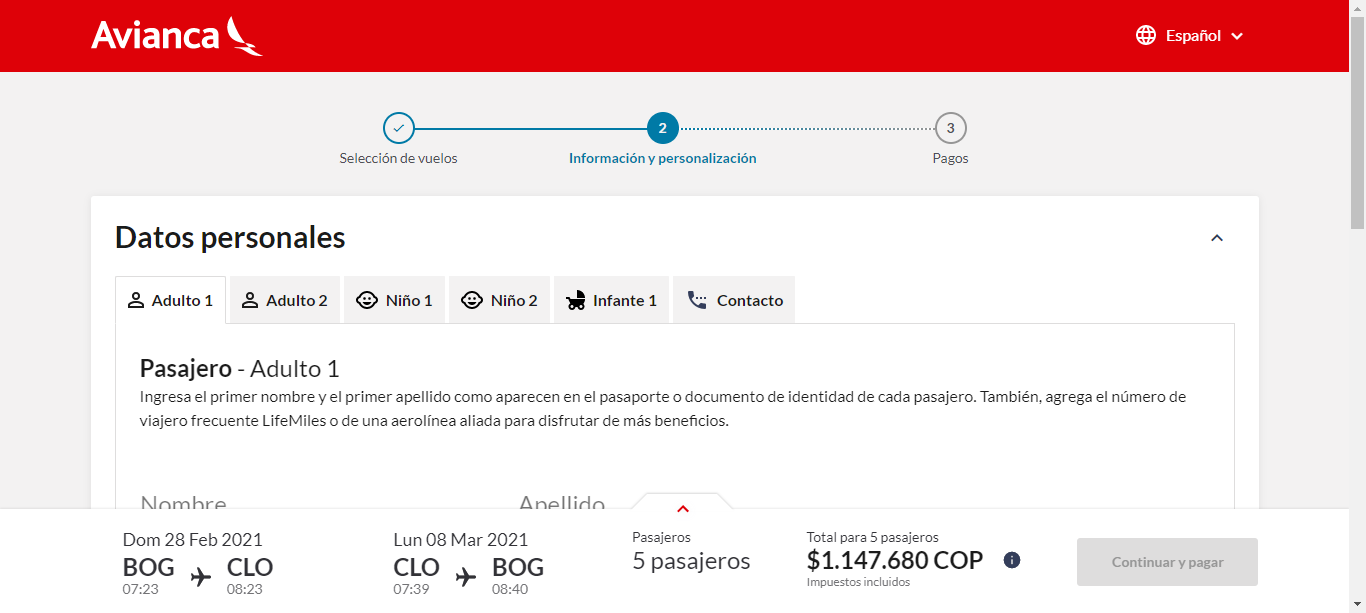 Avianca
Español
2
3
Selección de vuelos
Información y personalización
Pagos
Datos personales
Adulto 1
Adulto 2
Niño 1
Niño 2
Infante 1
Contacto
Pasajero - Adulto 1
Ingresa el primer nombre y el primer apellido como aparecen en el pasaporte o documento de identidad de cada pasajero. También, agrega el número de
viajero frecuente LifeMiles o de una aerolínea aliada para disfrutar de más beneficios.
Nombre
Apellido
Dom 28 Feb 2021
BOG CLO
07:23 08:23
Lun 08 Mar 2021
CLO BOG
07:39 08:40
Pasajeros
5 pasajeros
Total para 5 pasajeros
$1.147.680 COP
Impuestos incluidos
Continuar y pagar